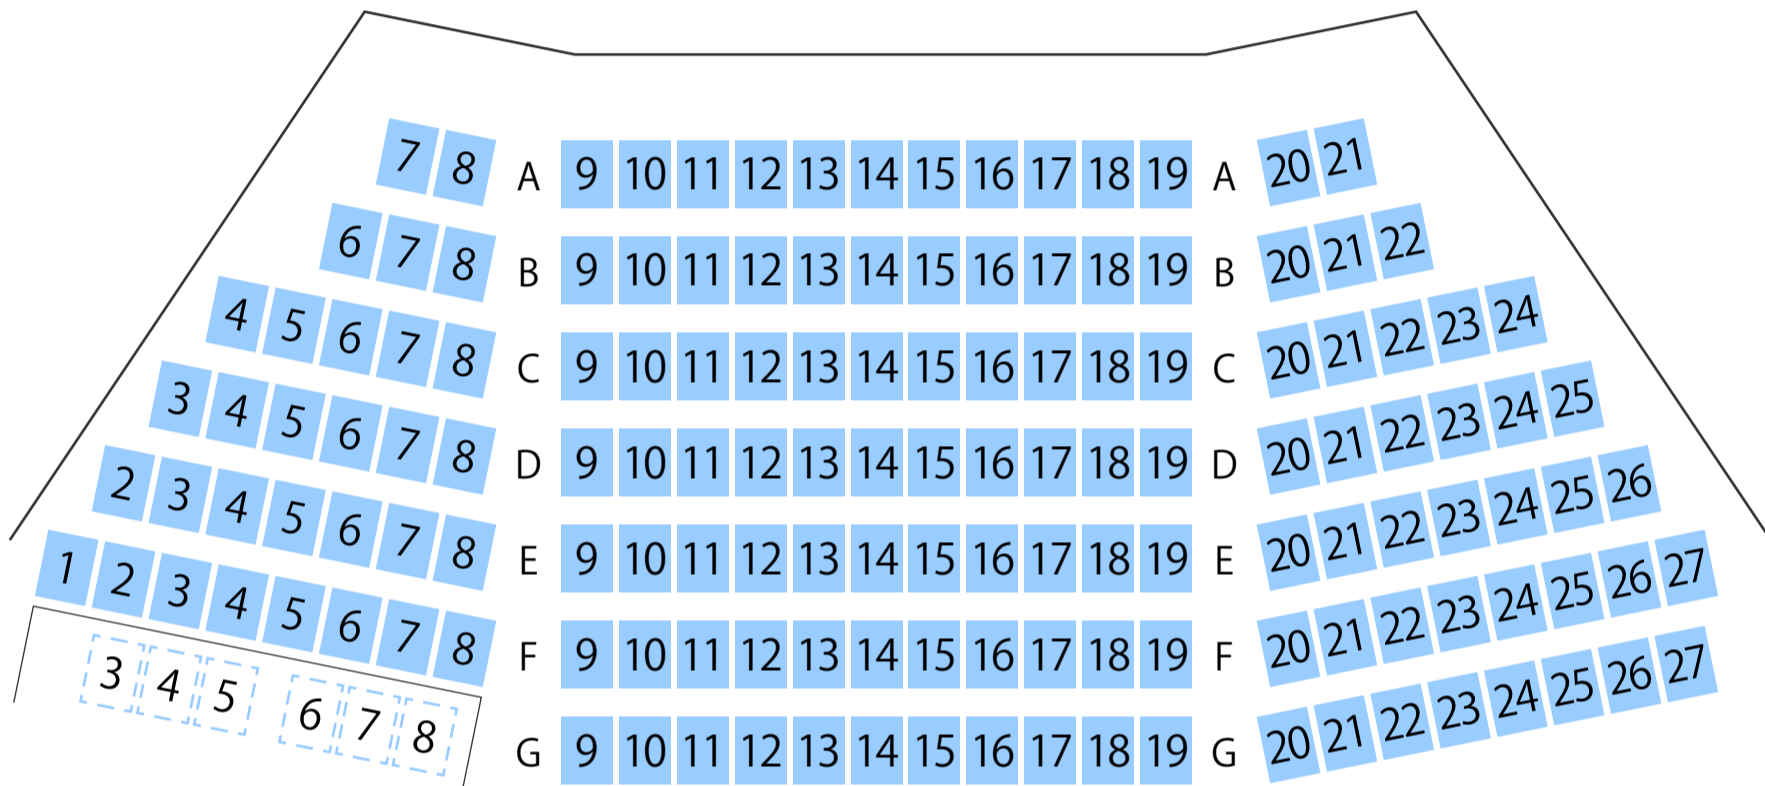 7 8 A 9 10 11 12 13 14 15 16 17 18 19 A 20 21
6 7 8 B 9 10 11 12 13 14 15 16 17 18 19 B 20 21 22
4 5 6 7 8 C 9 10 11 12 13 14 15 16 17 18 19 C 20 21 22 23 24
3 4 5 6 7 8 D 9 10 11 12 13 14 15 16 17 18 19 D 20 21 22 23 24 25
2 3 4 5 6 7 8 E 9 10 11 12 13 14 15 16 17 18 19 E 20 21 22 23 24 25 26
1 2 3 4 5 6 7 8 F 9 10 11 12 13 14 15 16 17 18 19 F 20 21 22 23 24 25 26 27
3 4 5 6 7 8 G 9 10 11 12 13 14 15 16 17 18 19 G 20 21 22 23 24 25 26 27